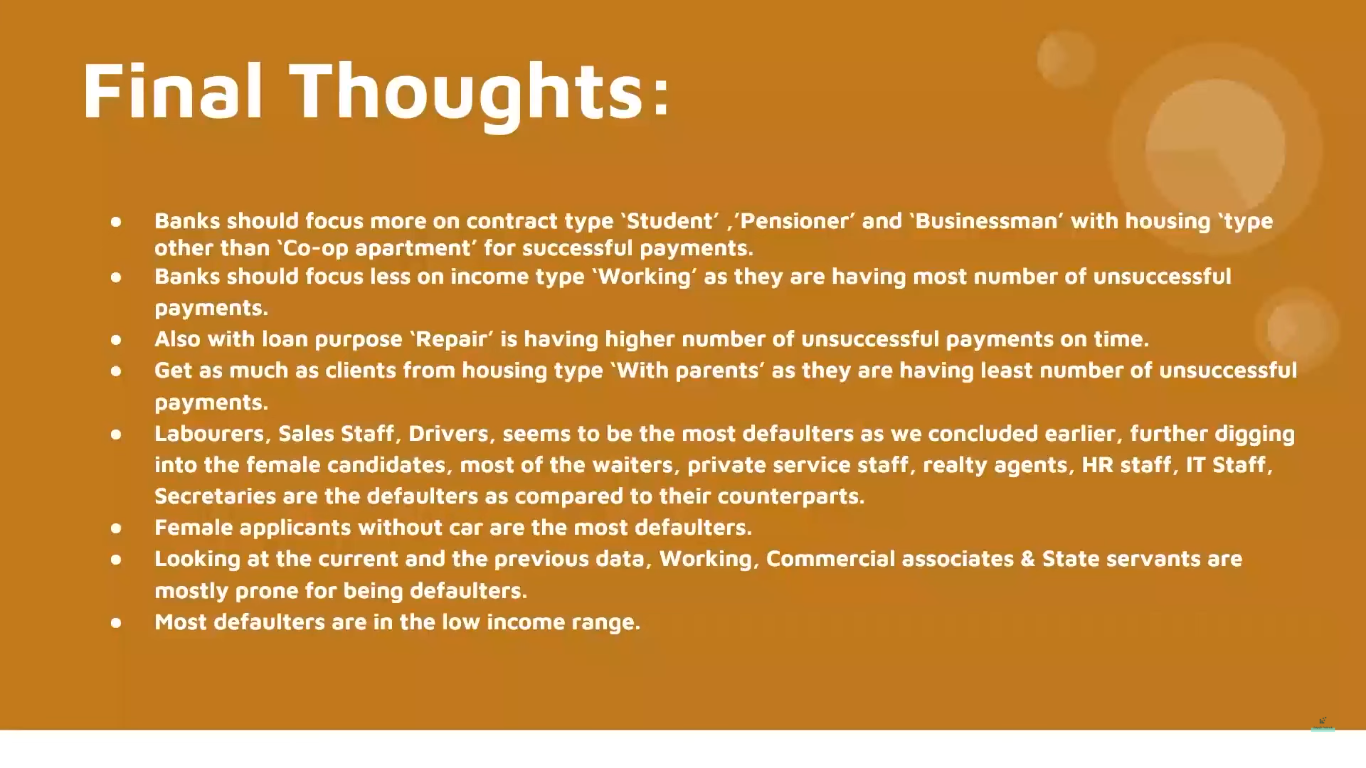 Final Thoughts:
● Banks should focus more on contract type ‘Student’ ,’Pensioner’ and ‘Businessman’ with housing ‘type
other than ‘Co-op apartment’ for successful payments.
● Banks should focus less on income type ‘Working’ as they are having most number of unsuccessful
payments.
● Also with loan purpose ‘Repair’ is having higher number of unsuccessful payments on time.
● Get as much as clients from housing type ‘With parents’ as they are having least number of unsuccessful
payments.
● Labourers, Sales Staff, Drivers, seems to be the most defaulters as we concluded earlier, further digging
into the female candidates, most of the waiters, private service staff, realty agents, HR staff, IT Staff,
Secretaries are the defaulters as compared to their counterparts.
● Female applicants without car are the most defaulters.
● Looking at the current and the previous data, Working, Commercial associates & State servants are
mostly prone for being defaulters.
● Most defaulters are in the low income range.